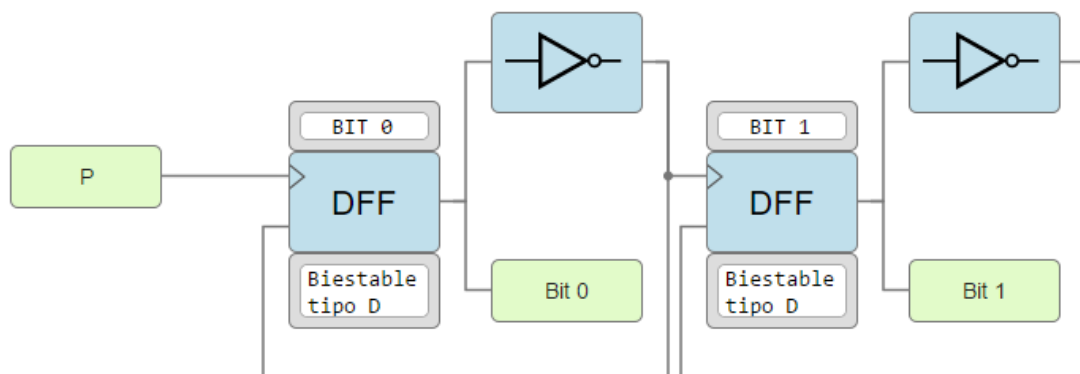 P
BIT 0
DFF
Biestable
tipo D
Bit 0
BIT 1
DFF
Biestable
tipo D
Bit 1